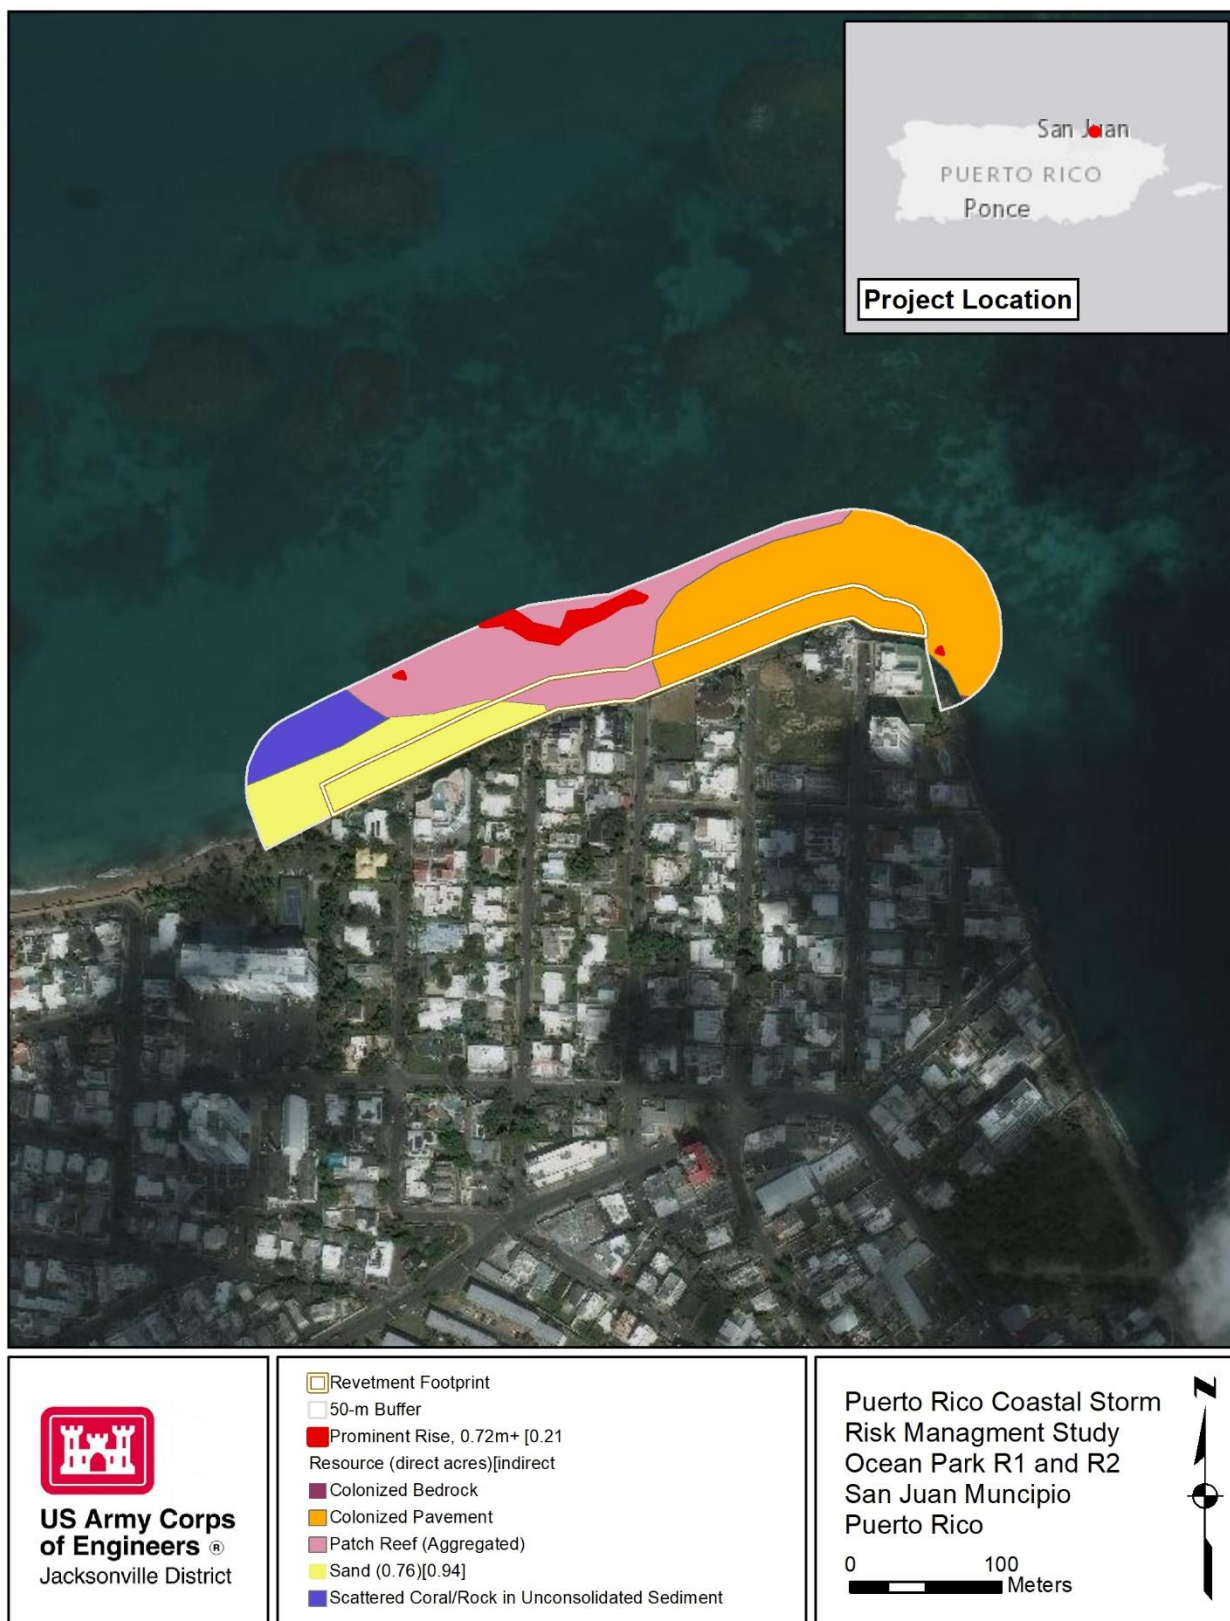 San Juan
PUERTO RICO
Ponce
Project Location
US Army Corps
of Engineers ®
Jacksonville District
Revetment Footprint
50-m Buffer
Prominent Rise, 0.72m+ [0.21
Resource (direct acres)[indirect
Colonized Bedrock
Colonized Pavement
Patch Reef (Aggregated)
Sand (0.76)[0.94]
Scattered Coral/Rock in Unconsolidated Sediment
Puerto Rico Coastal Storm
Risk Managment Study
Ocean Park R1 and R2
San Juan Muncipio
Puerto Rico
0 100
Meters
N